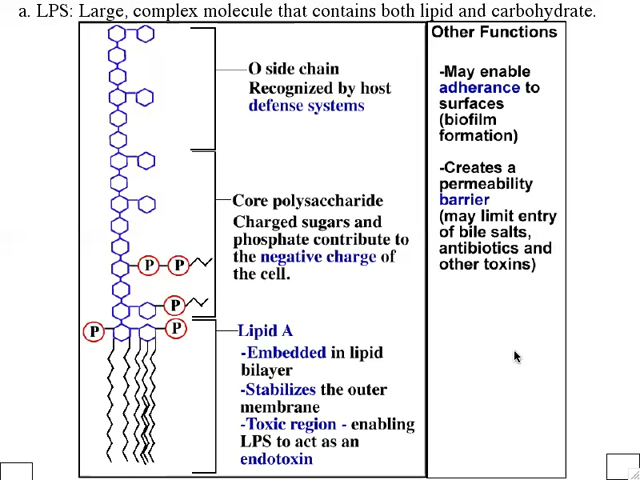 a. LPS: Large, complex molecule that contains both lipid and carbohydrate.
O side chain
Recognized by host
defense systems
Core polysaccharide
Charged sugars and
phosphate contribute to
the negative charge of
the cell.
P P
P
P P
Lipid A
-Embedded in lipid
bilayer
-Stabilizes the outer
membrane
-Toxic region - enabling
LPS to act as an
endotoxin
Other Functions
-May enable
adherance to
surfaces
(biofilm
formation)
-Creates a
permeability
barrier
(may limit entry
of bile salts,
antibiotics and
other toxins)